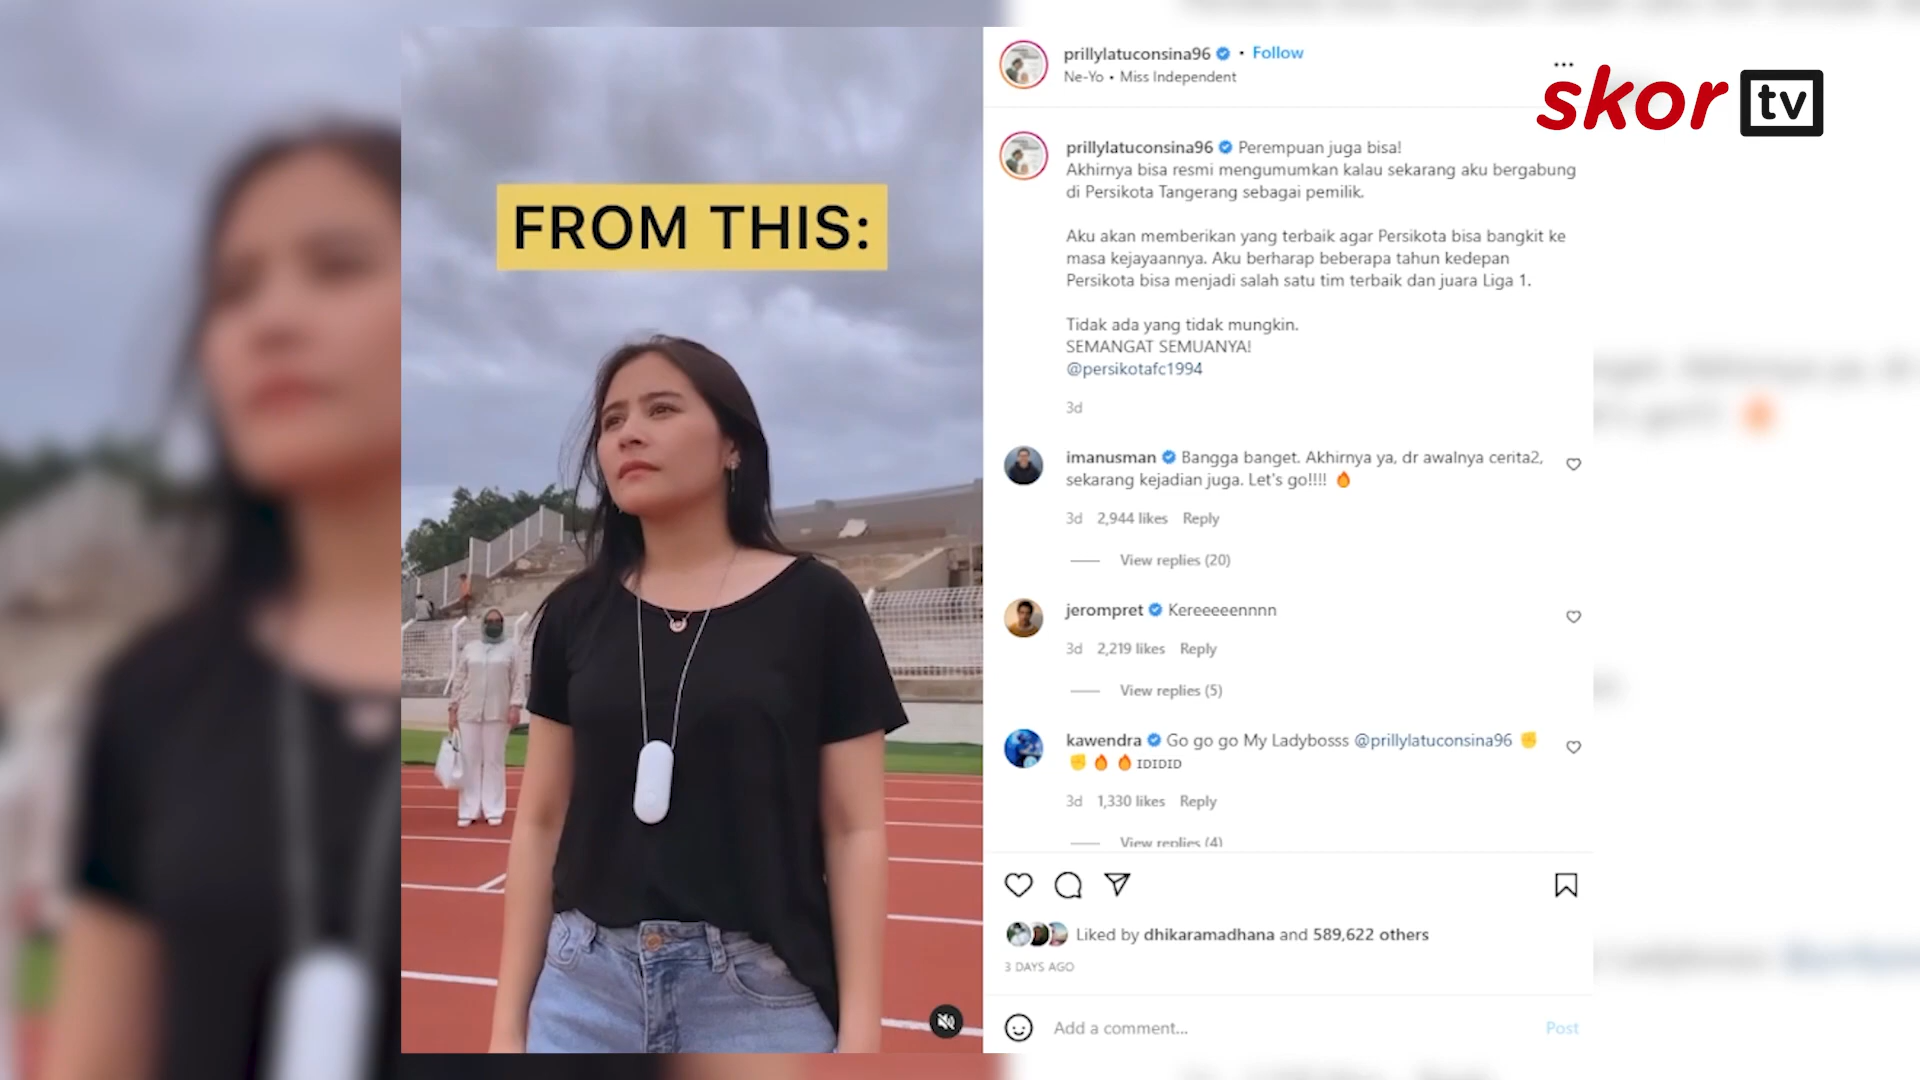 FROM THIS:
prillylatuconsina96 • Follow
Ne-Yo • Miss Independent
skor tv
prillylatuconsina96 Perempuan juga bisa!
Akhirnya bisa resmi mengumumkan kalau sekarang aku bergabung
di Persikota Tangerang sebagai pemilik.
Aku akan memberikan yang terbaik agar Persikota bisa bangkit ke
masa kejayaannya. Aku berharap beberapa tahun kedepan
Persikota bisa menjadi salah satu tim terbaik dan juara Liga 1.
Tidak ada yang tidak mungkin.
SEMANGAT SEMUANYA!
@persikotafc1994
3d
imanusman Bangga banget. Akhirnya ya, dr awalnya cerita2,
sekarang kejadian juga. Let's go!!!! 🔥
3d 2,944 likes Reply
View replies (20)
jerompret Kereeeeennnn
3d 2,219 likes Reply
View replies (5)
kawendra Go go go My Ladybosss @prillylatuconsina96 ✊
✊🔥🔥 IDIDID
3d 1,330 likes Reply
View replies (4)
Liked by dhikaramadhana and 589,622 others
3 DAYS AGO
Add a comment... Post